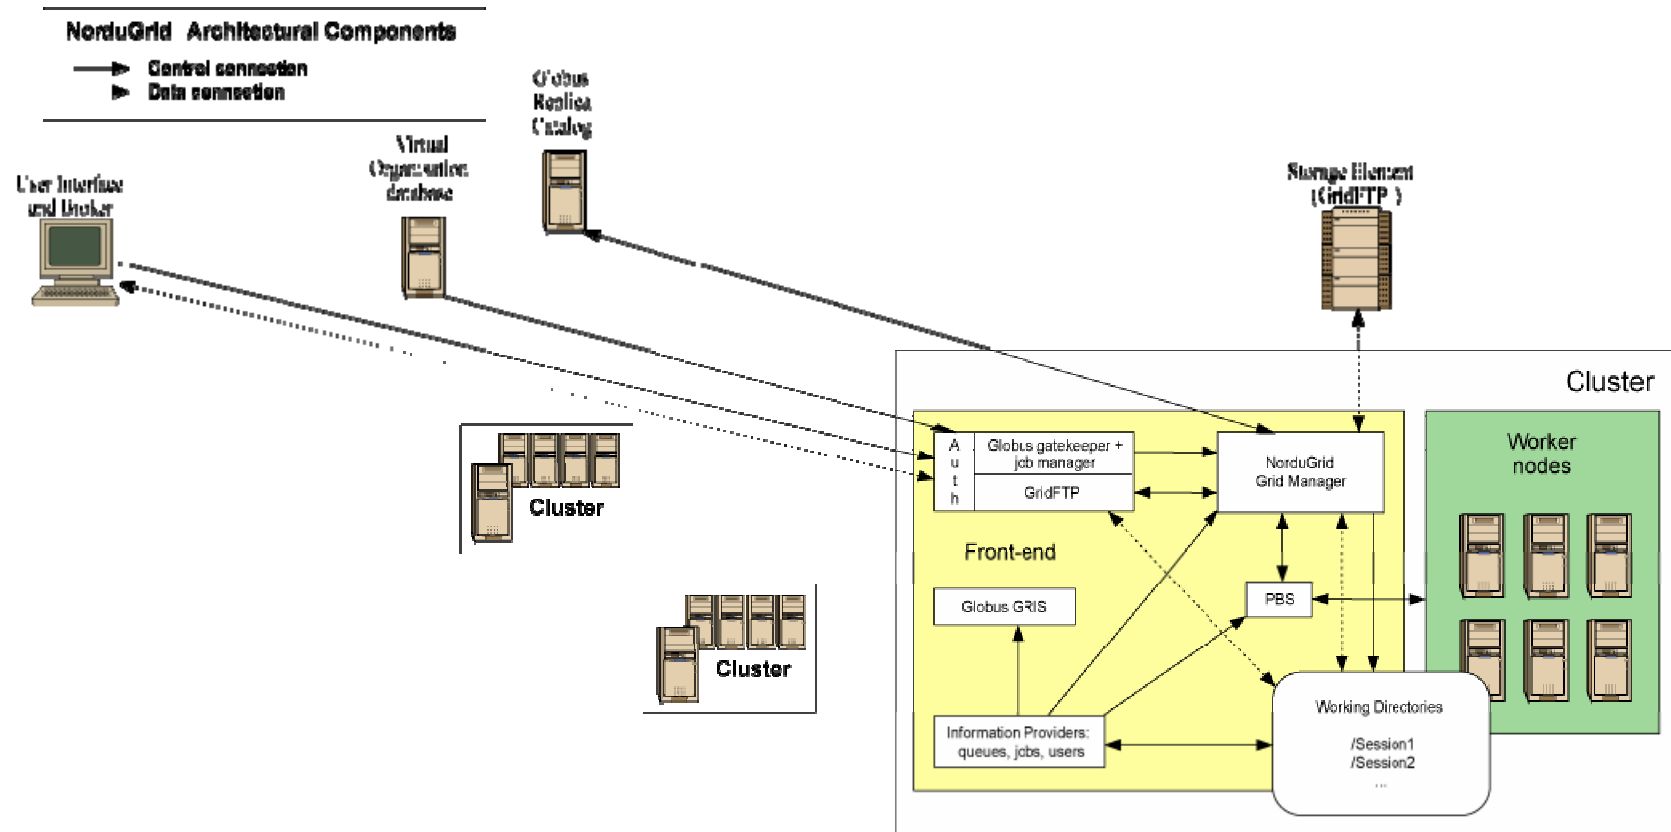 NorduGrid Architectural Components
Control connection
Data connection
Globus
Replica
Catalog
Virtual
Organisation
database
User Interface
and Broker
Storage Element
(GridFTP )
Cluster
A
u
t
h
Globus gatekeeper +
job manager
GridFTP
NorduGrid
Grid Manager
Worker
nodes
Cluster
Front-end
Globus GRIS
PBS
Cluster
Information Providers:
queues, jobs, users
Working Directories
/Session1
/Session2
...